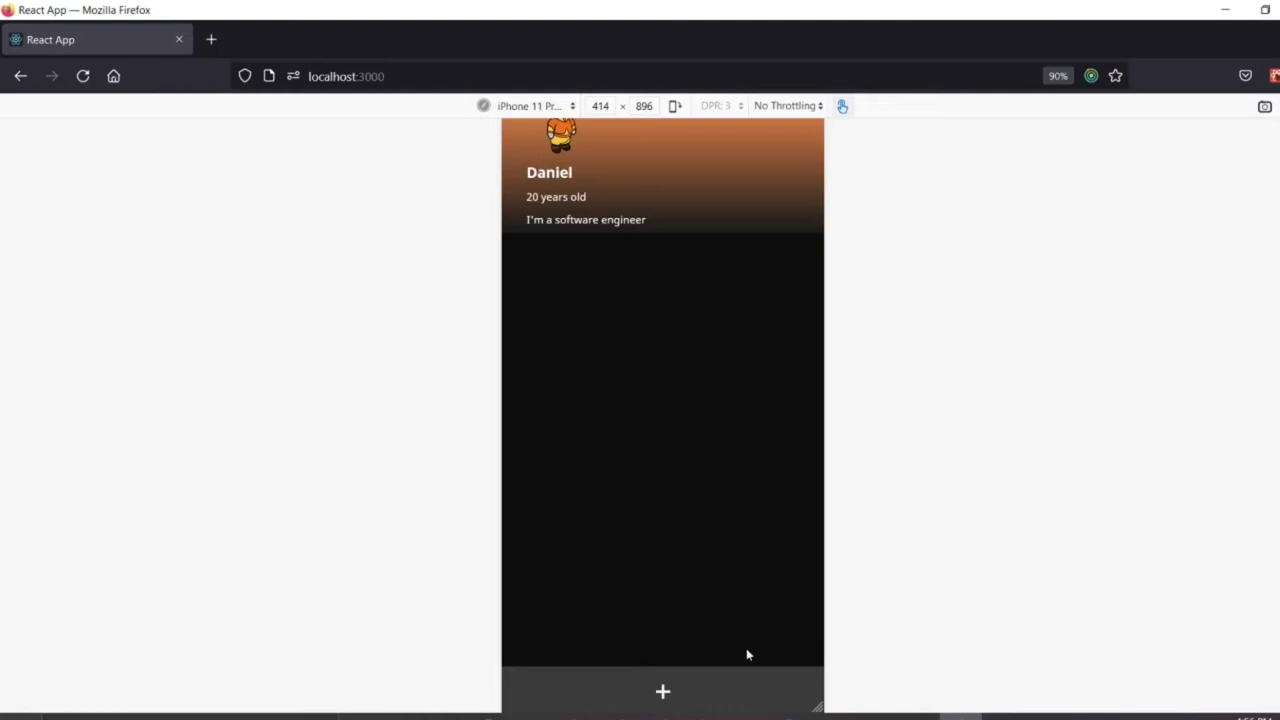 React App — Mozilla Firefox
React App
localhost:3000
90%
iPhone 11 Pr...
414 × 896
DPR: 3
No Throttling
Daniel
20 years old
I'm a software engineer
+